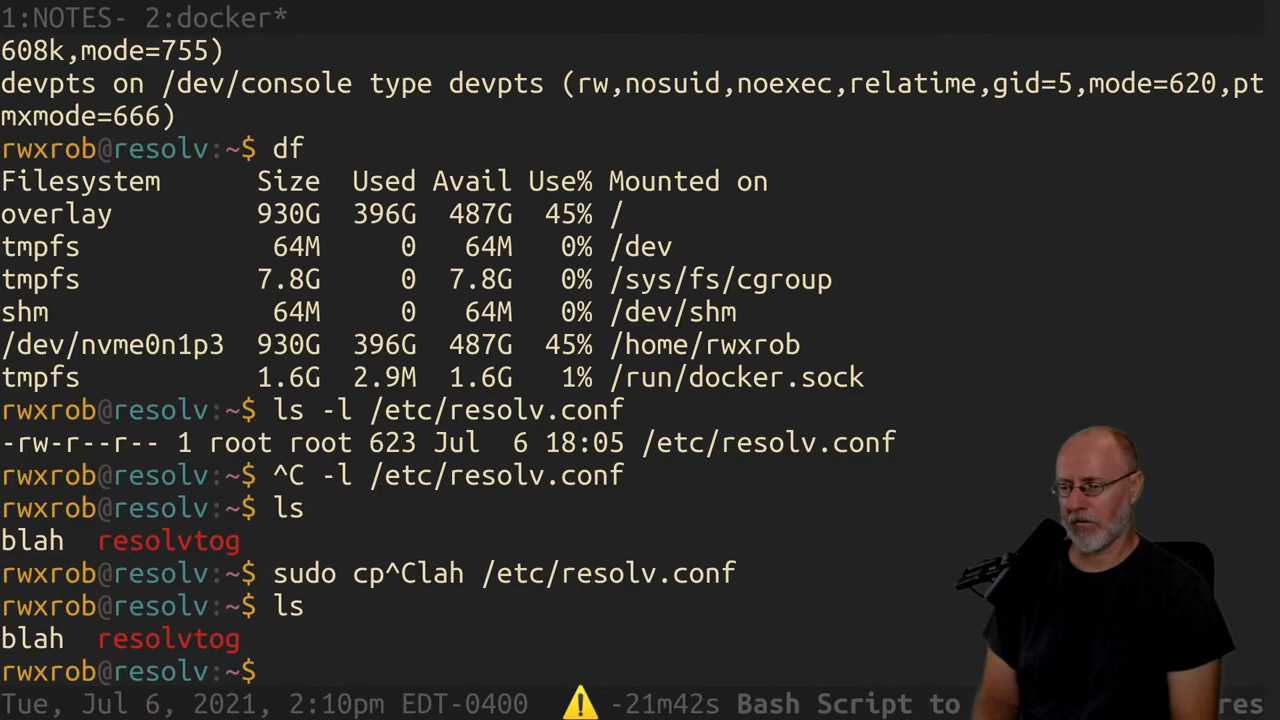 1:NOTES- 2:docker*
608k,mode=755)
devpts on /dev/console type devpts (rw,nosuid,noexec,relatime,gid=5,mode=620,pt
mxmode=666)
rwxrob@resolv:~$ df
Filesystem Size Used Avail Use% Mounted on
overlay 930G 396G 487G 45% /
tmpfs 64M 0 64M 0% /dev
tmpfs 7.8G 0 7.8G 0% /sys/fs/cgroup
shm 64M 0 64M 0% /dev/shm
/dev/nvme0n1p3 930G 396G 487G 45% /home/rwxrob
tmpfs 1.6G 2.9M 1.6G 1% /run/docker.sock
rwxrob@resolv:~$ ls -l /etc/resolv.conf
-rw-r--r-- 1 root root 623 Jul 6 18:05 /etc/resolv.conf
rwxrob@resolv:~$ ^C -l /etc/resolv.conf
rwxrob@resolv:~$ ls
blah resolvtog
rwxrob@resolv:~$ sudo cp^Clah /etc/resolv.conf
rwxrob@resolv:~$ ls
blah resolvtog
rwxrob@resolv:~$
Tue, Jul 6, 2021, 2:10pm EDT-0400 ⚠ -21m42s Bash Script to res